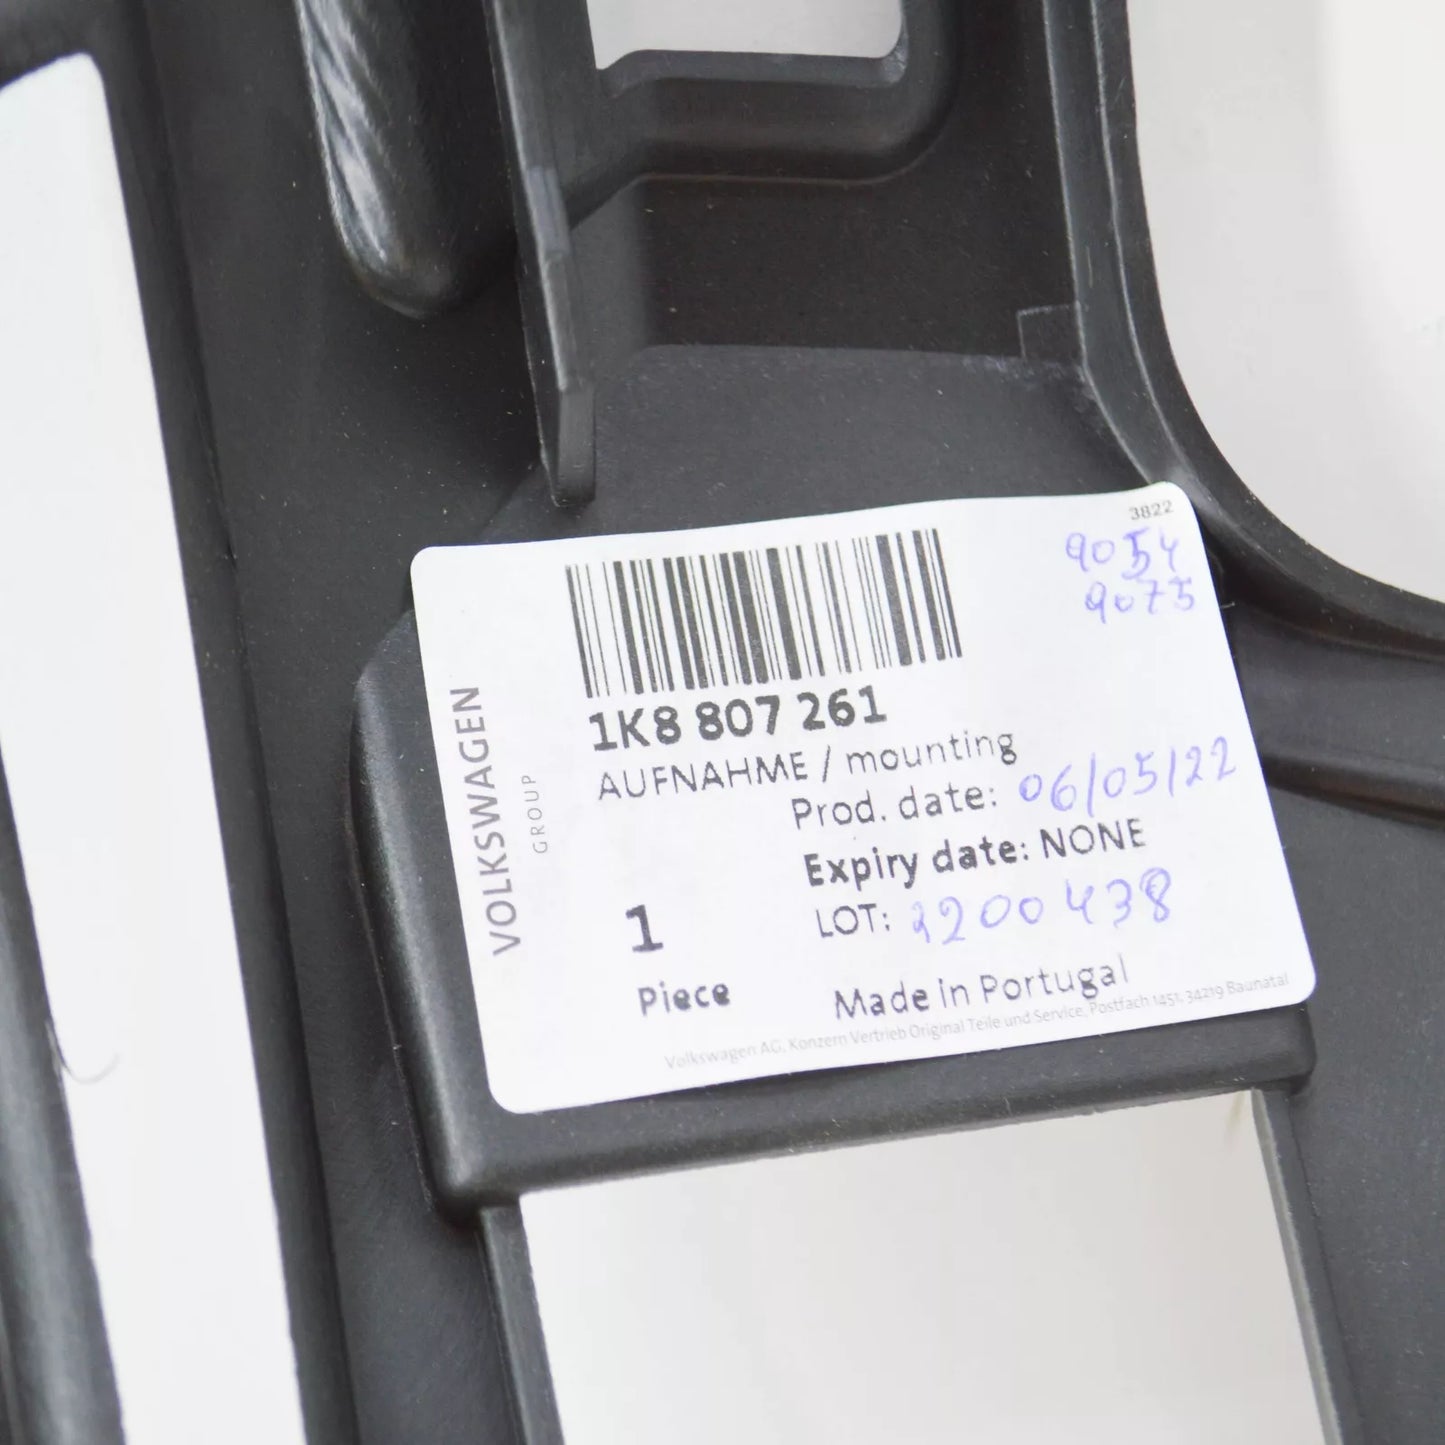 3822
9054
9075
1K8 807 261
AUFNAHME / mounting
Prod. date: 06/05/22
Expiry date: NONE
LOT: 2200438
1
Piece
Made in Portugal
Volkswagen AG, Konzern Vertrieb Original Teile und Service, Postfach 1451, 34219 Baunatal
VOLKSWAGEN
GROUP